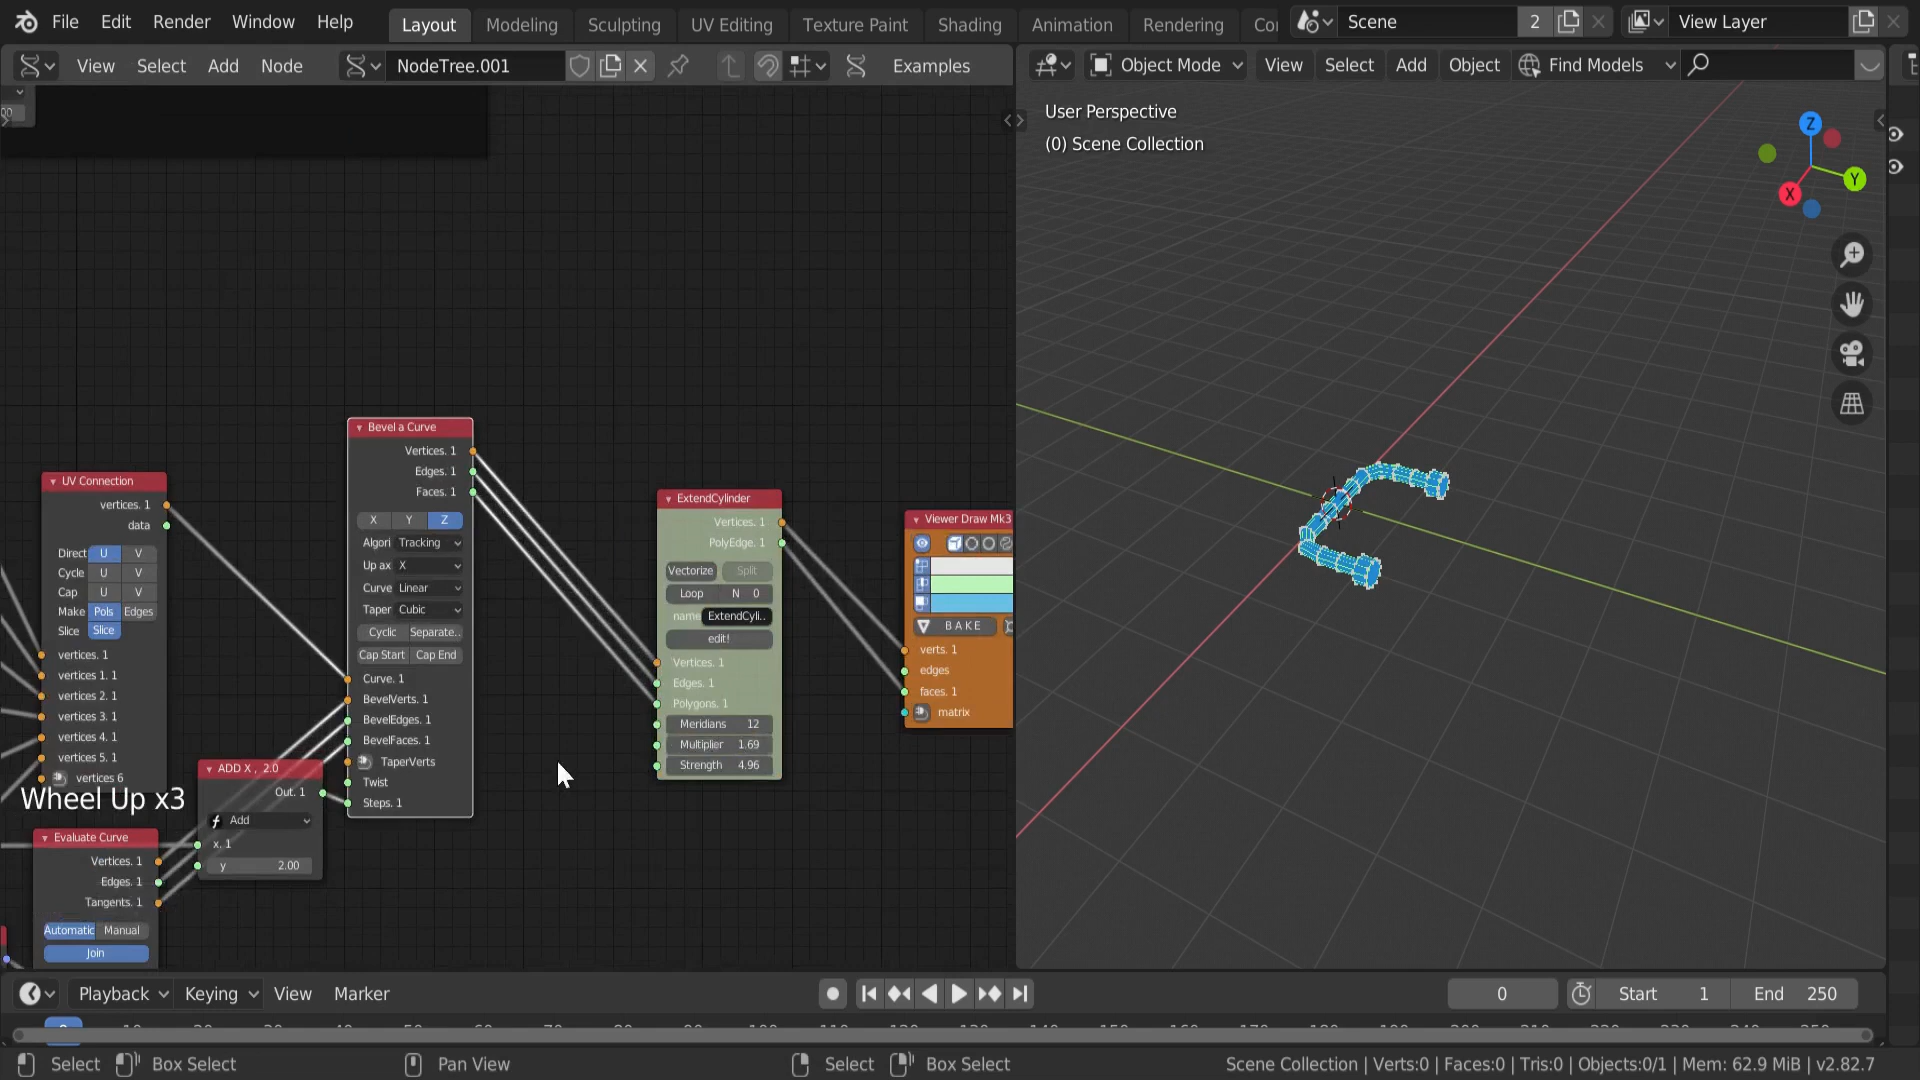 File Edit Render Window Help Layout Modeling Sculpting UV Editing Texture Paint Shading Animation Rendering Scene 2 View Layer
View Select Add Node NodeTree.001 Examples Object Mode View Select Add Object Find Models
User Perspective
(0) Scene Collection
Z
Y
X
Bevel a Curve
Vertices. 1
Edges. 1
Faces. 1
X Y Z
Algori Tracking
Up ax X
Curve Linear
Taper Cubic
Cyclic Separate..
Cap Start Cap End
Curve. 1
BevelVerts. 1
BevelEdges. 1
BevelFaces. 1
TaperVerts
Twist
Steps. 1
UV Connection
vertices. 1
data
Direct U V
Cycle U V
Cap U V
Make Pols Edges
Slice Slice
vertices. 1
vertices 1. 1
vertices 2. 1
vertices 3. 1
vertices 4. 1
vertices 5. 1
vertices 6
Wheel Up x3
ADD X, 2.0
Out. 1
Add
x. 1
y 2.00
Evaluate Curve
Vertices. 1
Edges. 1
Tangents. 1
Automatic Manual
Join
ExtendCylinder
Vertices. 1
PolyEdge. 1
Vectorize Split
Loop N 0
name ExtendCyli..
edit!
Vertices. 1
Edges. 1
Polygons. 1
Meridians 12
Multiplier 1.69
Strength 4.96
Viewer Draw Mk3
BAKE
verts. 1
edges
faces. 1
matrix
Playback Keying View Marker 0 Start 1 End 250
Select Box Select Pan View Select Box Select Scene Collection | Verts:0 | Faces:0 | Tris:0 | Objects:0/1 | Mem: 62.9 MiB | v2.82.7